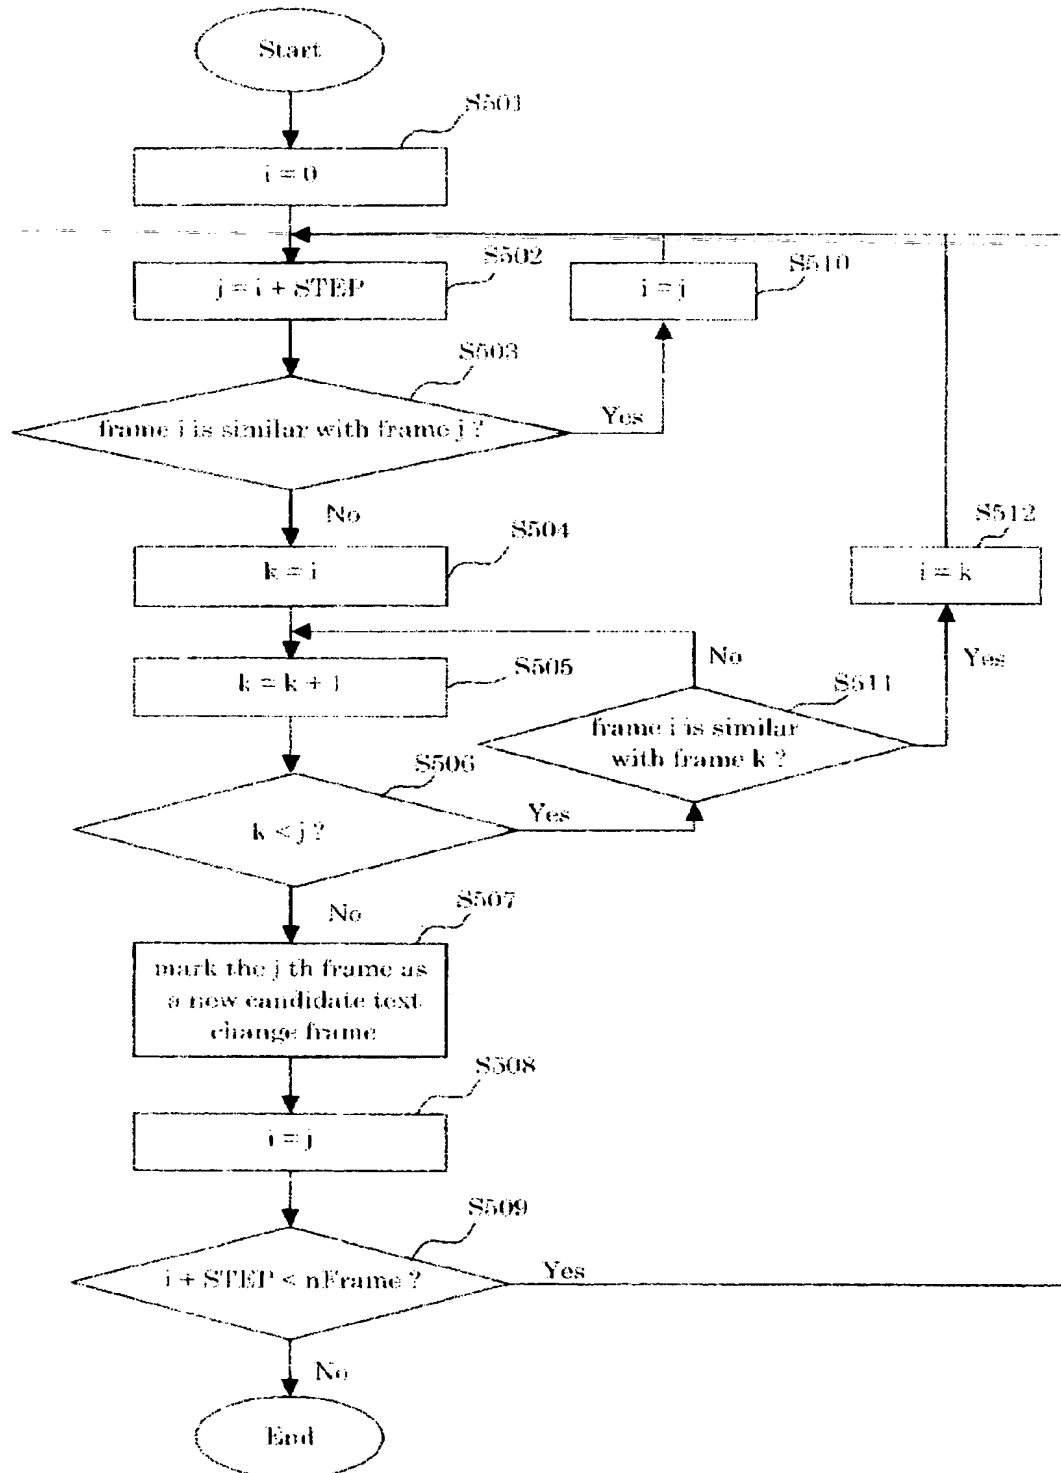 Start
S501
i = 0
S502
j = i + STEP
S510
i = j
S503
frame i is similar with frame j ?
Yes
No
S504
k = i
S512
i = k
S505
k = k + 1
No
Yes
S511
frame i is similar
with frame k ?
S506
k < j ?
Yes
No
S507
mark the j th frame as
a new candidate text
change frame
S508
i = j
S509
i + STEP < nFrame ?
Yes
No
End